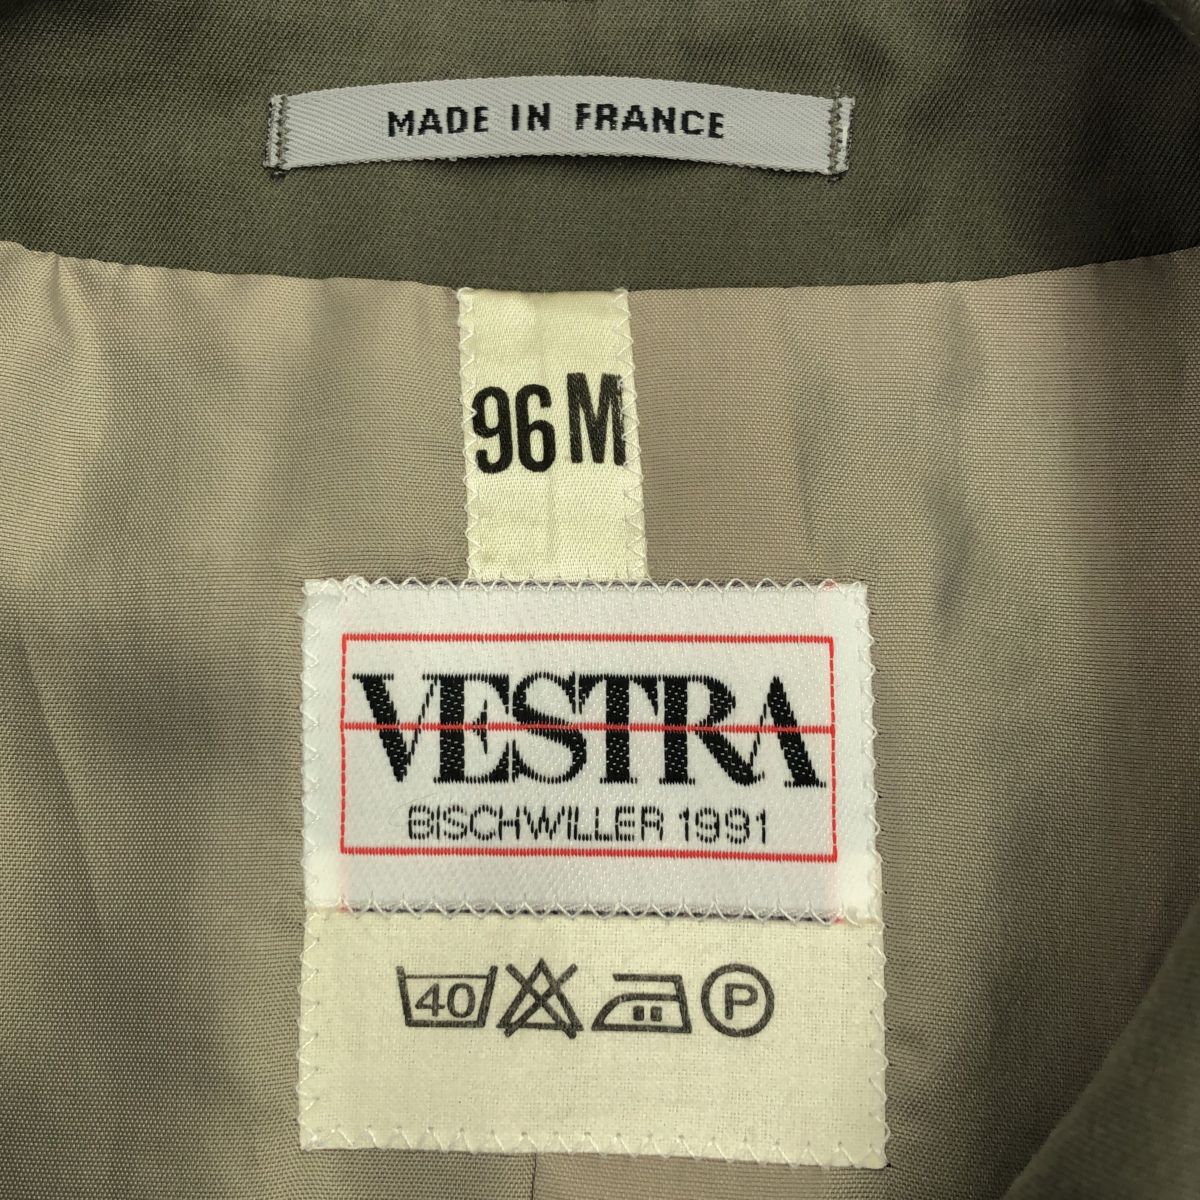 MADE IN FRANCE
96 M
VESTRA
BISCHWILLER 1991
40 P